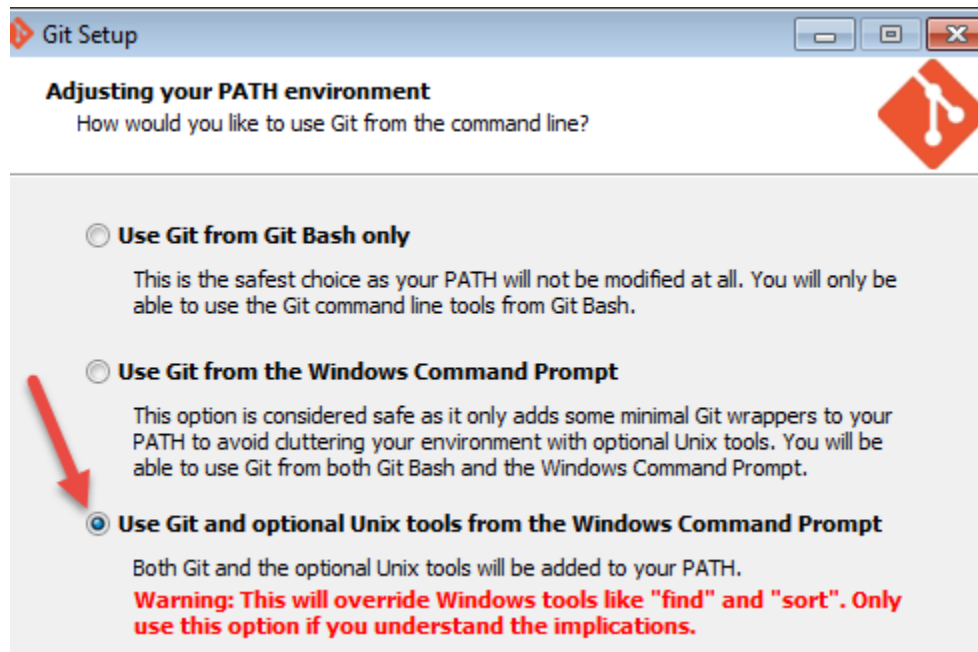 Git Setup
Adjusting your PATH environment
How would you like to use Git from the command line?
Use Git from Git Bash only
This is the safest choice as your PATH will not be modified at all. You will only be
able to use the Git command line tools from Git Bash.
Use Git from the Windows Command Prompt
This option is considered safe as it only adds some minimal Git wrappers to your
PATH to avoid cluttering your environment with optional Unix tools. You will be
able to use Git from both Git Bash and the Windows Command Prompt.
Use Git and optional Unix tools from the Windows Command Prompt
Both Git and the optional Unix tools will be added to your PATH.
Warning: This will override Windows tools like "find" and "sort". Only
use this option if you understand the implications.